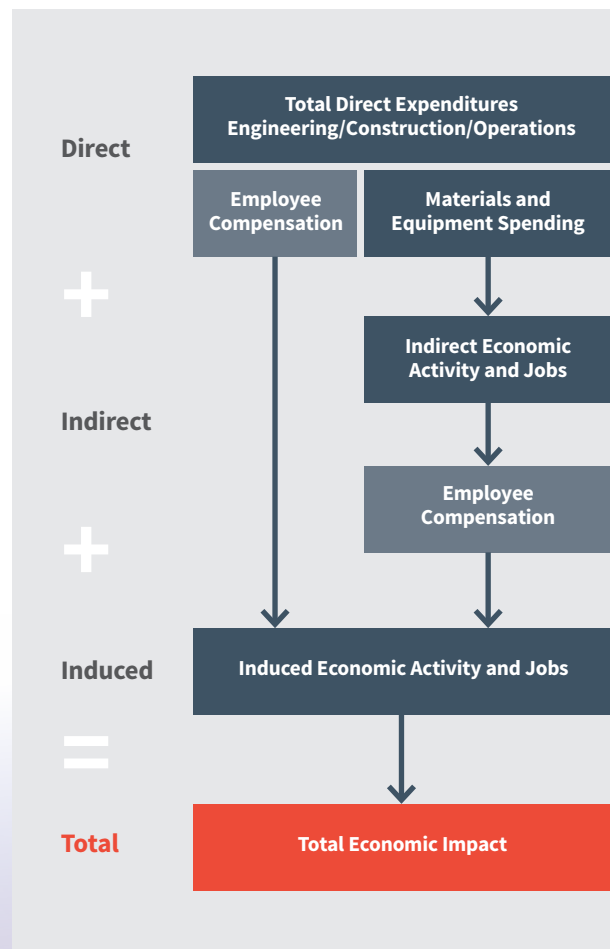 Total Direct Expenditures
Engineering/Construction/Operations
Direct
Employee
Compensation
Materials and
Equipment Spending
+
Indirect Economic
Activity and Jobs
Indirect
Employee
Compensation
+
Induced
Induced Economic Activity and Jobs
=
Total
Total Economic Impact